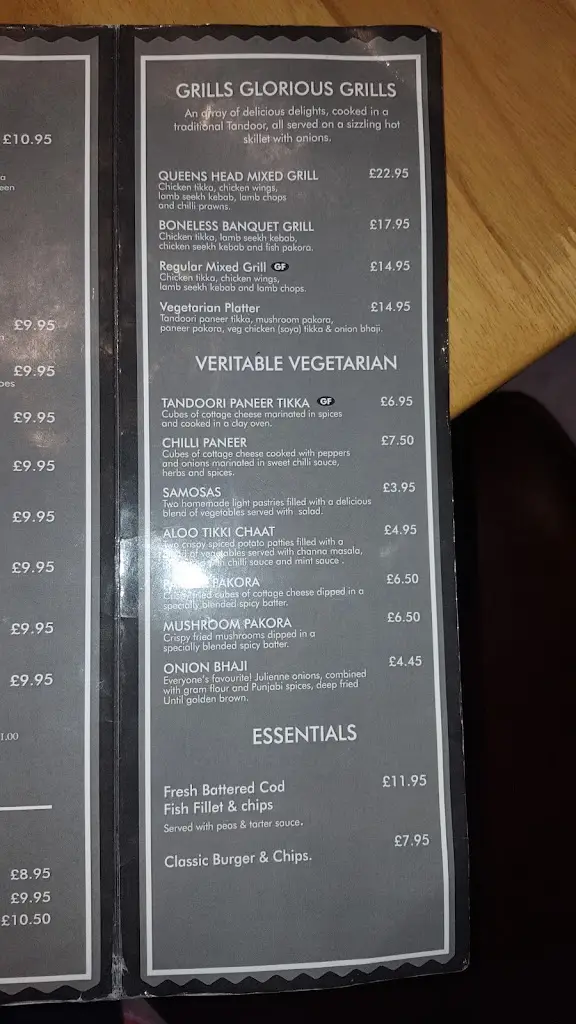 £10.95
a
een
£9.95
£9.95
oes
£9.95
£9.95
£9.95
£9.95
£9.95
£9.95
1.00
£8.95
£9.95
£10.50
GRILLS GLORIOUS GRILLS
An array of delicious delights, cooked in a
traditional Tandoor, all served on a sizzling hot
skillet with onions.
QUEENS HEAD MIXED GRILL £22.95
Chicken tikka, chicken wings,
lamb seekh kebab, lamb chops
and chilli prawns.
BONELESS BANQUET GRILL £17.95
Chicken tikka, lamb seekh kebab,
chicken seekh kebab and fish pakora.
Regular Mixed Grill GF £14.95
Chicken tikka, chicken wings,
lamb seekh kebab and lamb chops.
Vegetarian Platter £14.95
Tandoori paneer tikka, mushroom pakora,
paneer pakora, veg chicken (soya) tikka & onion bhaji.
VERITABLE VEGETARIAN
TANDOORI PANEER TIKKA GF £6.95
Cubes of cottage cheese marinated in spices
and cooked in a clay oven.
CHILLI PANEER £7.50
Cubes of cottage cheese cooked with peppers
and onions marinated in sweet chilli sauce,
herbs and spices.
SAMOSAS £3.95
Two homemade light pastries filled with a delicious
blend of vegetables served with salad.
ALOO TIKKI CHAAT £4.95
Two crispy spiced potato patties filled with a
blend of vegetables served with channa masala,
with chilli sauce and mint sauce .
PAKORA £6.50
Crispy fried cubes of cottage cheese dipped in a
specially blended spicy batter.
MUSHROOM PAKORA £6.50
Crispy fried mushrooms dipped in a
specially blended spicy batter.
ONION BHAJI £4.45
Everyone's favourite! Julienne onions, combined
with gram flour and Punjabi spices, deep fried
Until golden brown.
ESSENTIALS
Fresh Battered Cod £11.95
Fish Fillet & chips
Served with peas & tarter sauce.
Classic Burger & Chips. £7.95